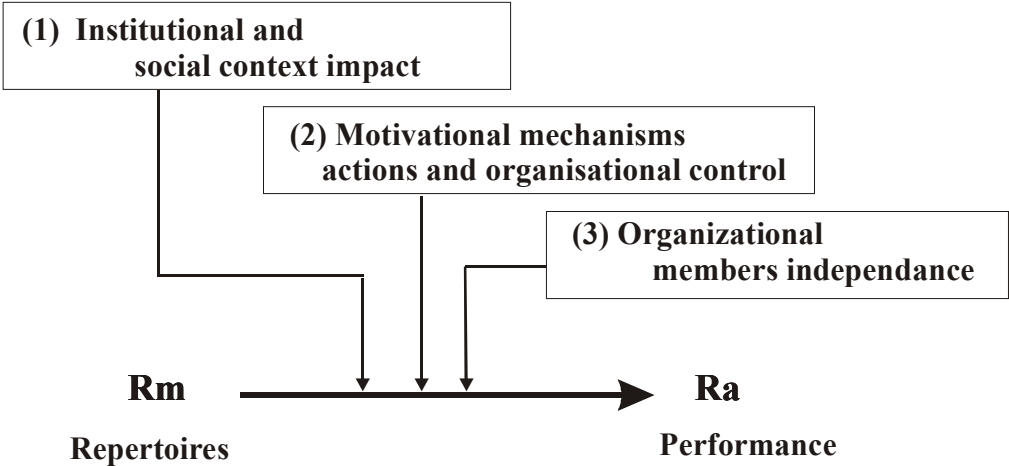 (1) Institutional and
social context impact
(2) Motivational mechanisms
actions and organisational control
(3) Organizational
members independance
Rm
Ra
Repertoires
Performance